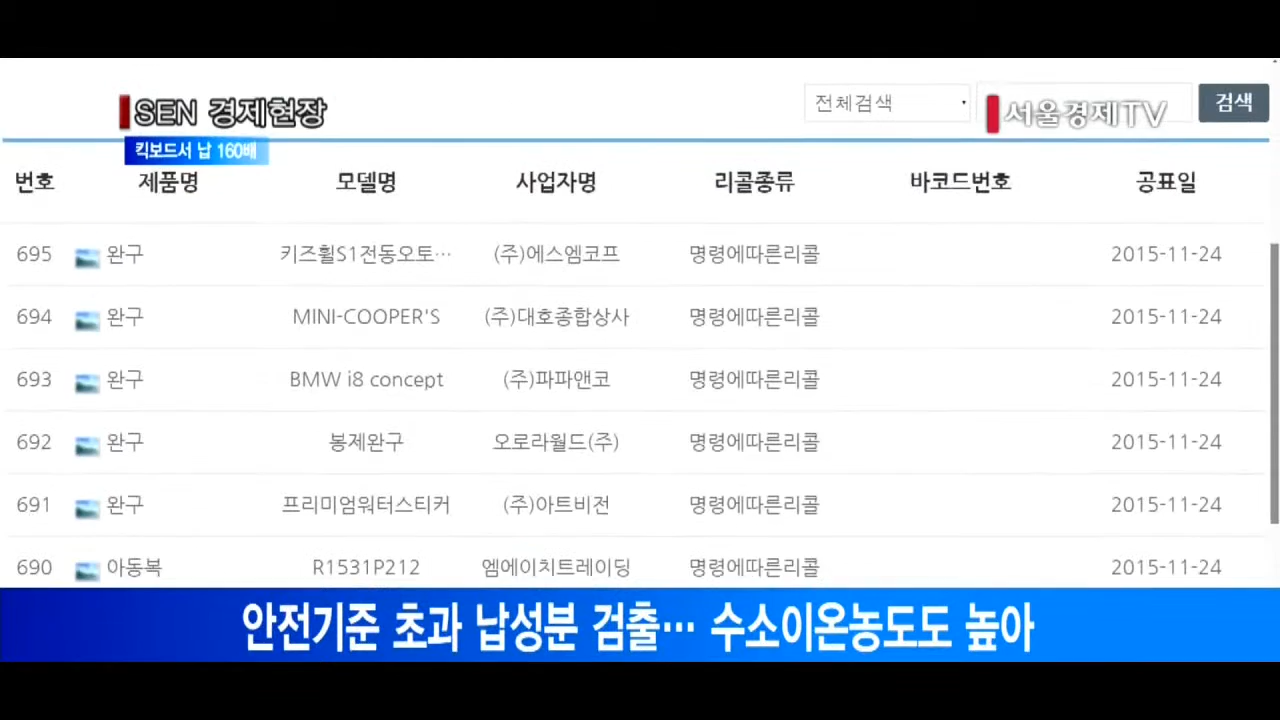 SEN 경제현장
전체검색
서울경제TV
검색
킥보드서 납 160배
번호 제품명 모델명 사업자명 리콜종류 바코드번호 공표일
695 완구 키즈휠S1전동오토… (주)에스엠코프 명령에따른리콜 2015-11-24
694 완구 MINI-COOPER'S (주)대호종합상사 명령에따른리콜 2015-11-24
693 완구 BMW i8 concept (주)파파앤코 명령에따른리콜 2015-11-24
692 완구 봉제완구 오로라월드(주) 명령에따른리콜 2015-11-24
691 완구 프리미엄워터스티커 (주)아트비전 명령에따른리콜 2015-11-24
690 아동복 R1531P212 엠에이치트레이딩 명령에따른리콜 2015-11-24
안전기준 초과 납성분 검출… 수소이온농도도 높아